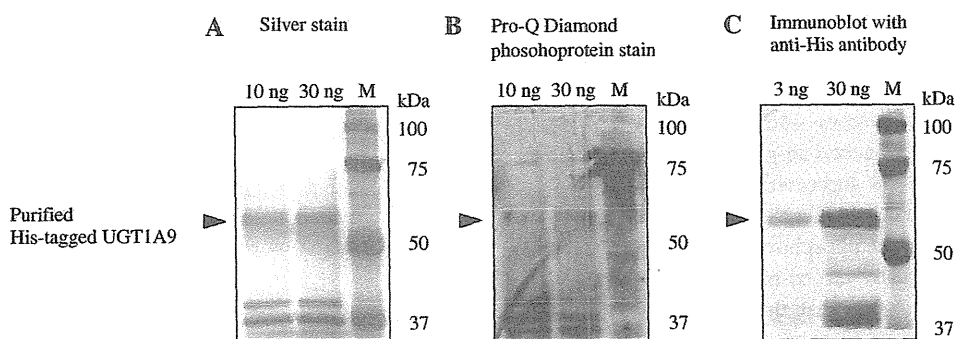 A Silver stain
10 ng 30 ng M
kDa
100
75
50
37
B Pro-Q Diamond
phosohoprotein stain
10 ng 30 ng M
kDa
100
75
50
37
C Immunoblot with
anti-His antibody
3 ng 30 ng M
kDa
100
75
50
37
Purified
His-tagged UGT1A9